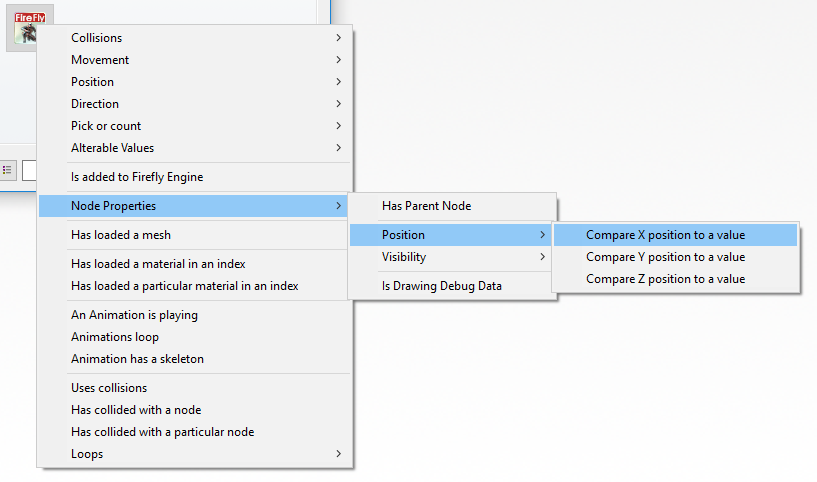 FIREFLY
Collisions
Movement
Position
Direction
Pick or count
Alterable Values
Is added to Firefly Engine
Node Properties
Has loaded a mesh
Has loaded a material in an index
Has loaded a particular material in an index
An Animation is playing
Animations loop
Animation has a skeleton
Uses collisions
Has collided with a node
Has collided with a particular node
Loops
Has Parent Node
Position
Visibility
Is Drawing Debug Data
Compare X position to a value
Compare Y position to a value
Compare Z position to a value